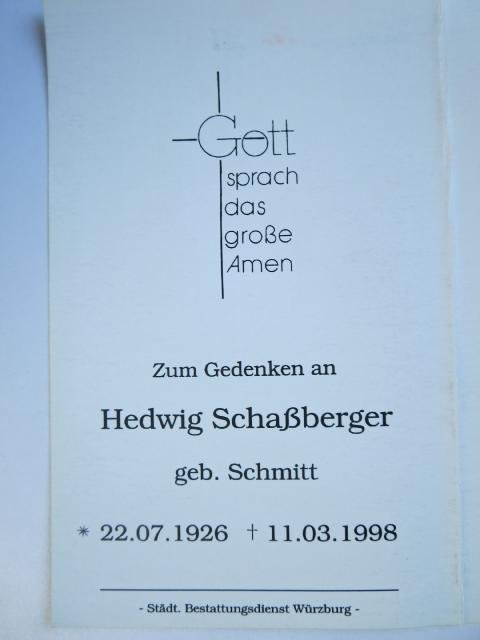 Gott
sprach
das
große
Amen
Zum Gedenken an
Hedwig Schaßberger
geb. Schmitt
* 22.07.1926 † 11.03.1998
- Städt. Bestattungsdienst Würzburg -